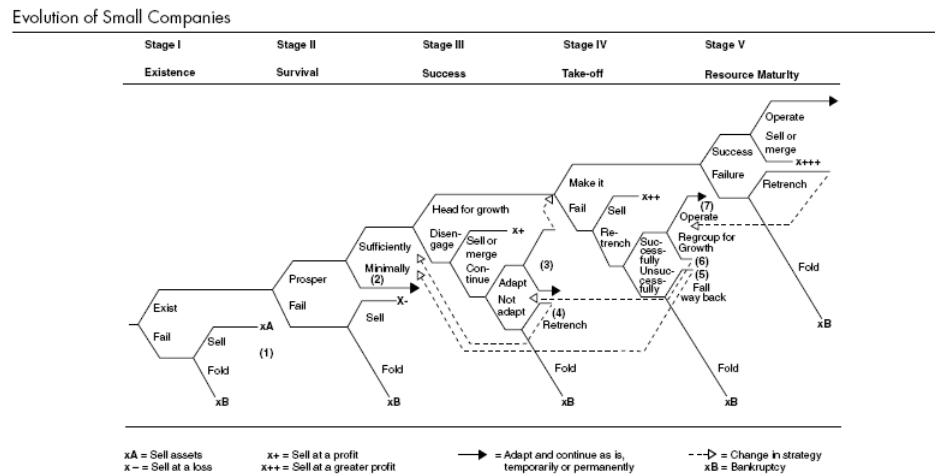 Evolution of Small Companies
Stage I
Stage II
Stage III
Stage IV
Stage V
Existence
Survival
Success
Take-off
Resource Maturity
Exist
Fail
Sell
xA
(1)
Fold
xB
Prosper
Fail
Sell
X-
Fold
xB
Sufficiently
Minimally
(2)
Head for growth
Disen-
gage
Sell or
merge
x+
Con-
tinue
Adapt
(3)
Not
adapt
(4)
Retrench
Fold
xB
Make it
Fail
Sell
x++
Re-
trench
Suc-
cess-
fully
Unsuc-
cess-
fully
(7)
Operate
Regroup for
Growth
(6)
(5)
Fall
way back
Fold
xB
Success
Failure
Operate
Sell or
merge
x+++
Retrench
Fold
xB
xA = Sell assets
x – = Sell at a loss
x+ = Sell at a profit
x++ = Sell at a greater profit
= Adapt and continue as is,
temporarily or permanently
= Change in strategy
xB = Bankruptcy